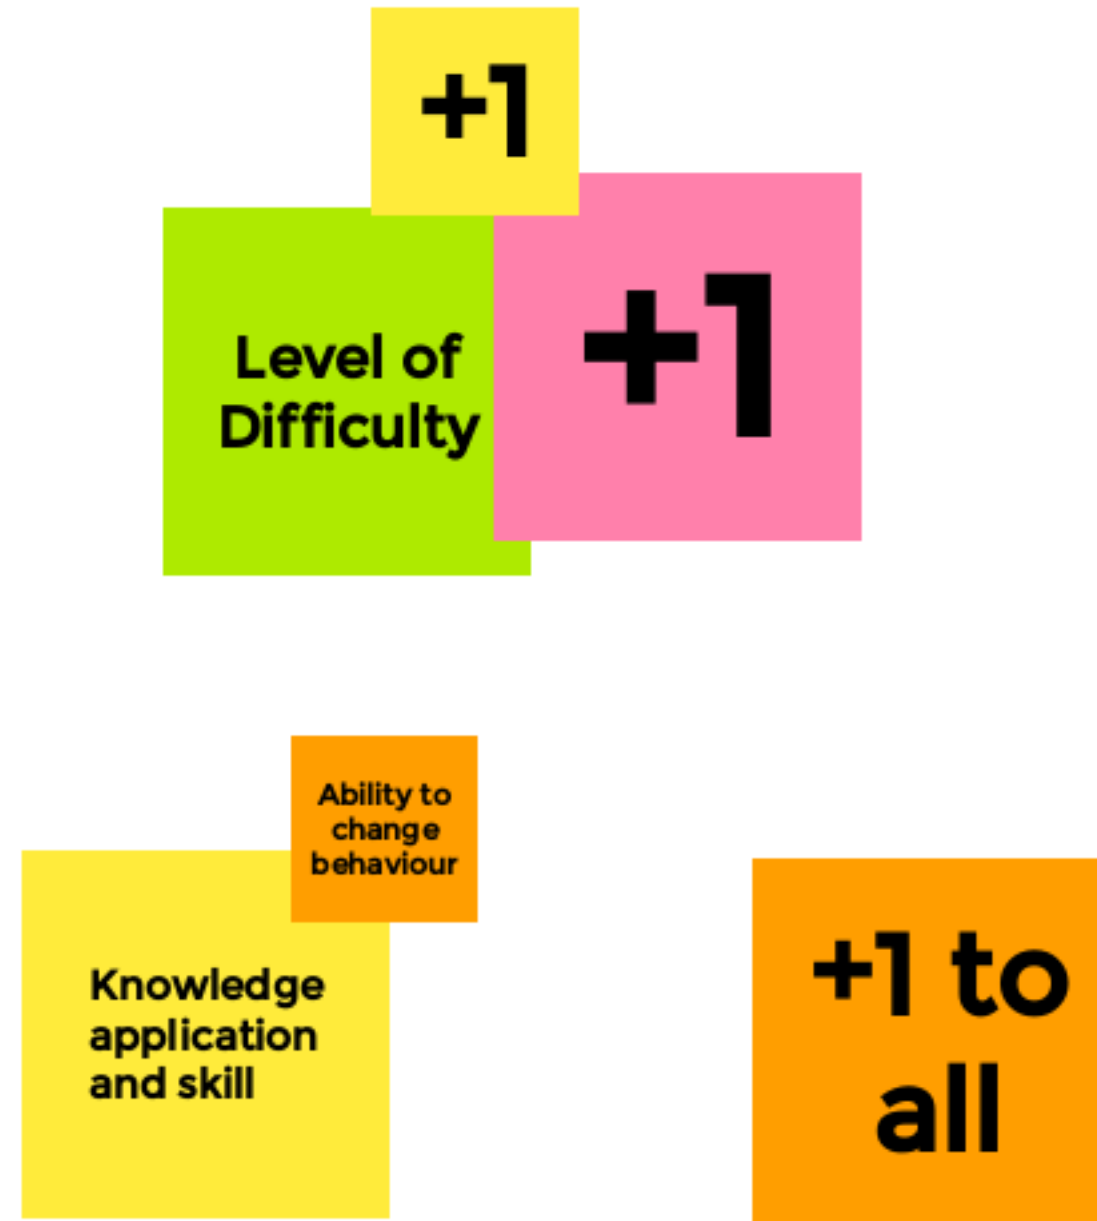 +1
Level of
Difficulty
+1
Ability to
change
behaviour
Knowledge
application
and skill
+1 to
all